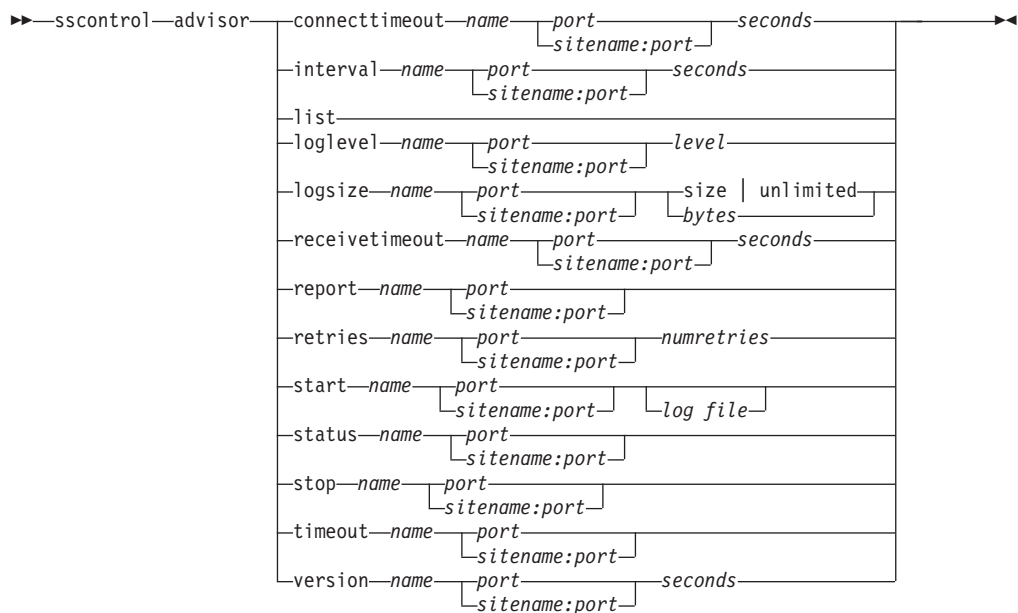 sscontrol advisor connecttimeout name port seconds
sitename:port
interval name port seconds
sitename:port
list
loglevel name port level
sitename:port
logsize name port size | unlimited
sitename:port bytes
receivetimeout name port seconds
sitename:port
report name port
sitename:port
retries name port numretries
sitename:port
start name port
sitename:port log file
status name port
sitename:port
stop name port
sitename:port
timeout name port
sitename:port
version name port seconds
sitename:port